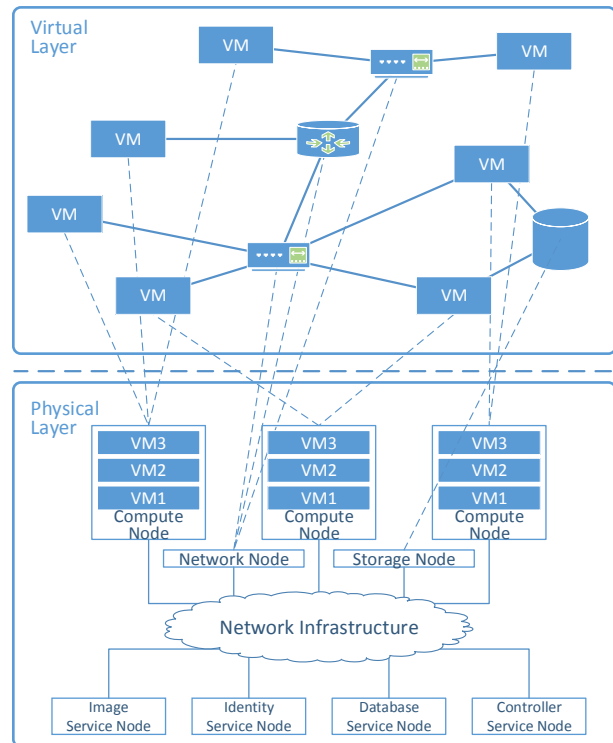 Virtual
Layer
VM
VM
VM
VM
VM
VM
VM
Physical
Layer
VM3
VM2
VM1
Compute
Node
VM3
VM2
VM1
Compute
Node
VM3
VM2
VM1
Compute
Node
Network Node
Storage Node
Network Infrastructure
Image
Service Node
Identity
Service Node
Database
Service Node
Controller
Service Node